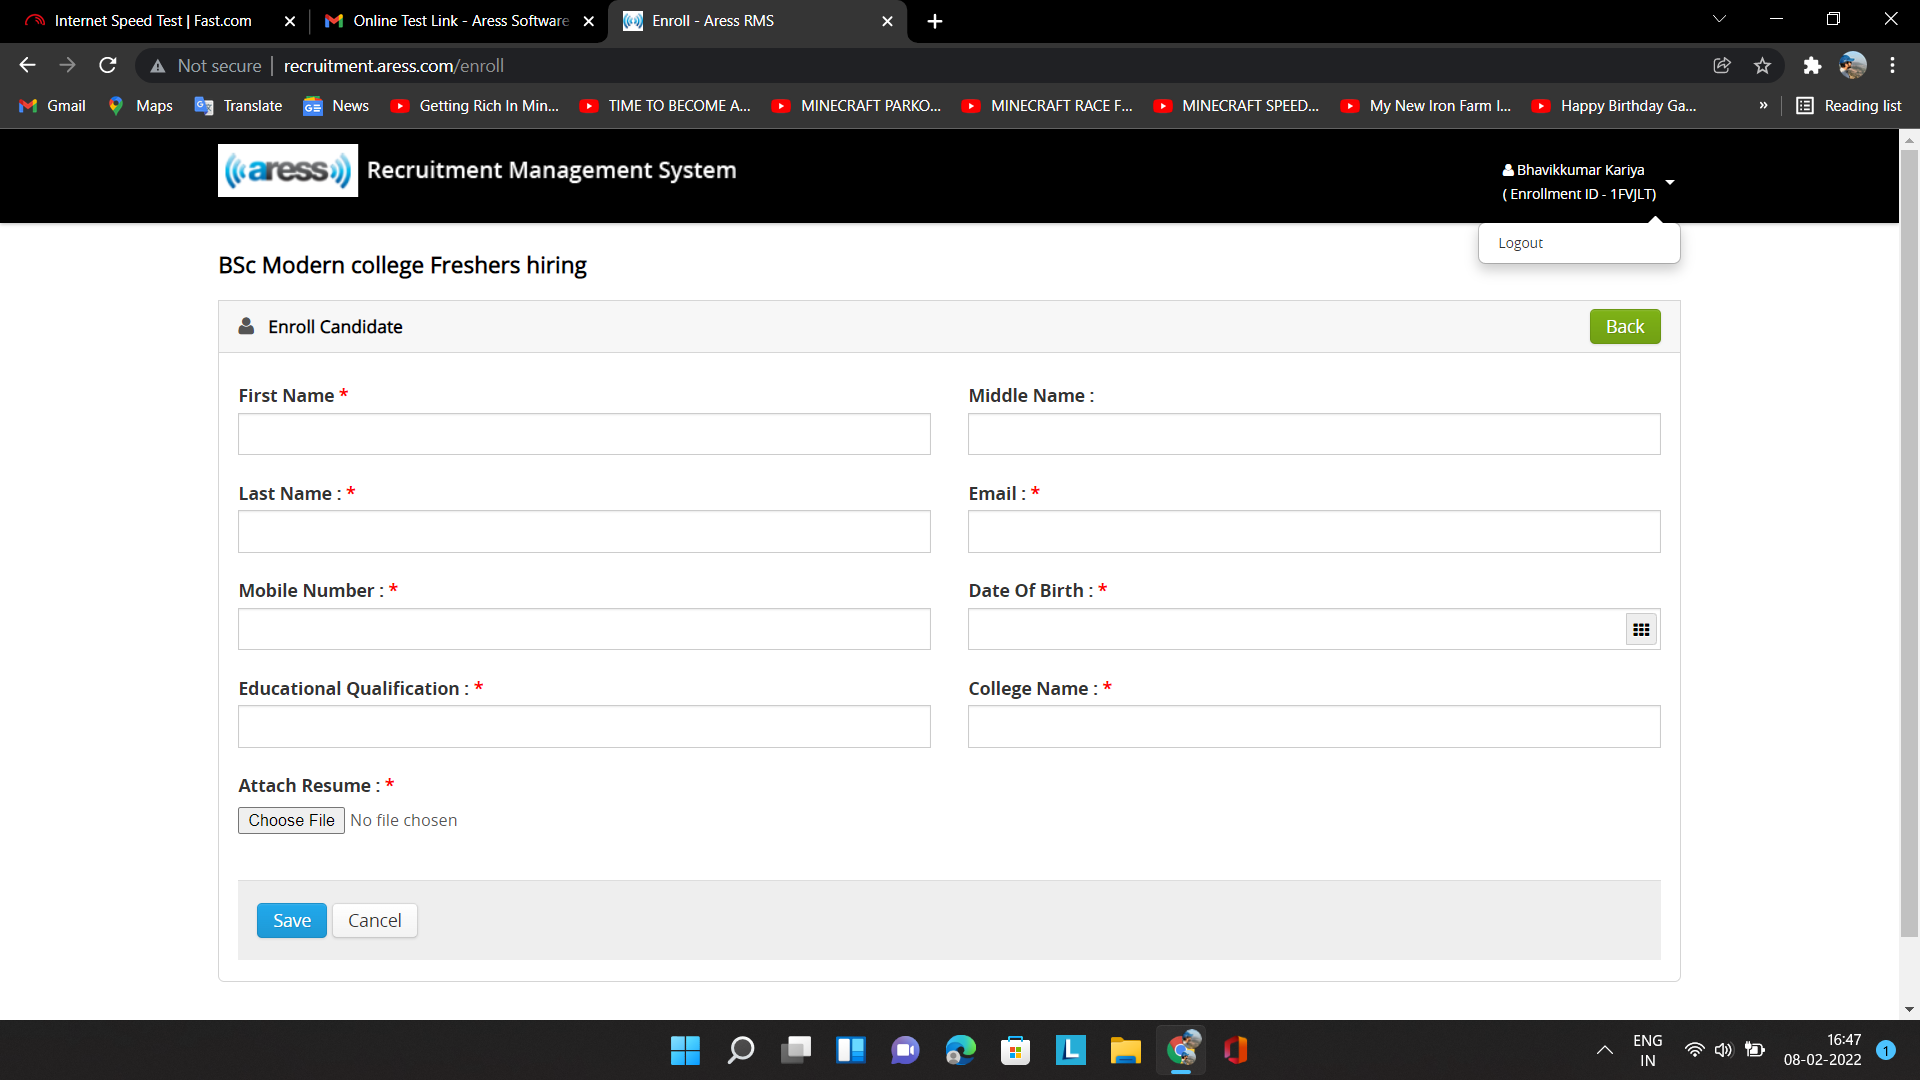 Internet Speed Test | Fast.com
Online Test Link - Aress Software
Enroll - Aress RMS
Not secure
recruitment.aress.com/enroll
Gmail
Maps
Translate
News
Getting Rich In Min...
TIME TO BECOME A...
MINECRAFT PARKO...
MINECRAFT RACE F...
MINECRAFT SPEED...
My New Iron Farm I...
Happy Birthday Ga...
»
Reading list
aress
Recruitment Management System
Bhavikkumar Kariya
( Enrollment ID - 1FVJLT)
Logout
BSc Modern college Freshers hiring
Enroll Candidate
Back
First Name *
Middle Name :
Last Name : *
Email : *
Mobile Number : *
Date Of Birth : *
Educational Qualification : *
College Name : *
Attach Resume : *
Choose File No file chosen
Save
Cancel
L
ENG
IN
16:47
08-02-2022
1